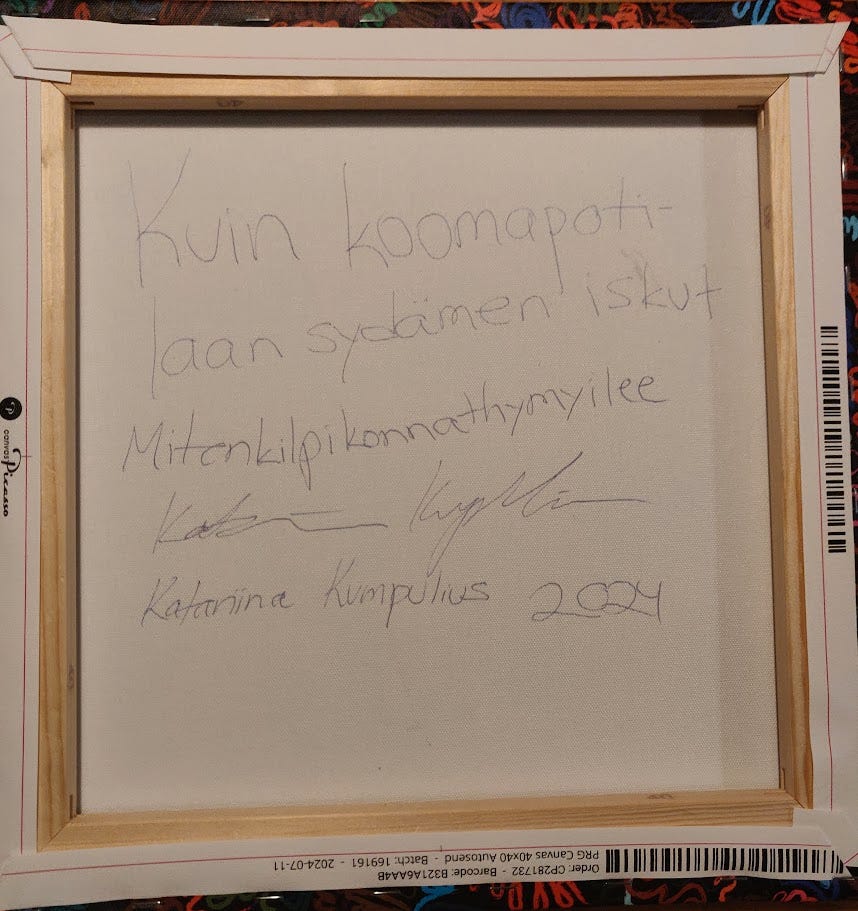 Kuin koomapoti-
laan sydämen iskut
Mitenkilpikonnathymyilee
Katariina Kumpulius 2024
canvasPicasso
Order: CP281732 - Barcode: B321A6AA4B
PRG Canvas 40x40 Autosend - Batch: 169161 - 2024-07-11